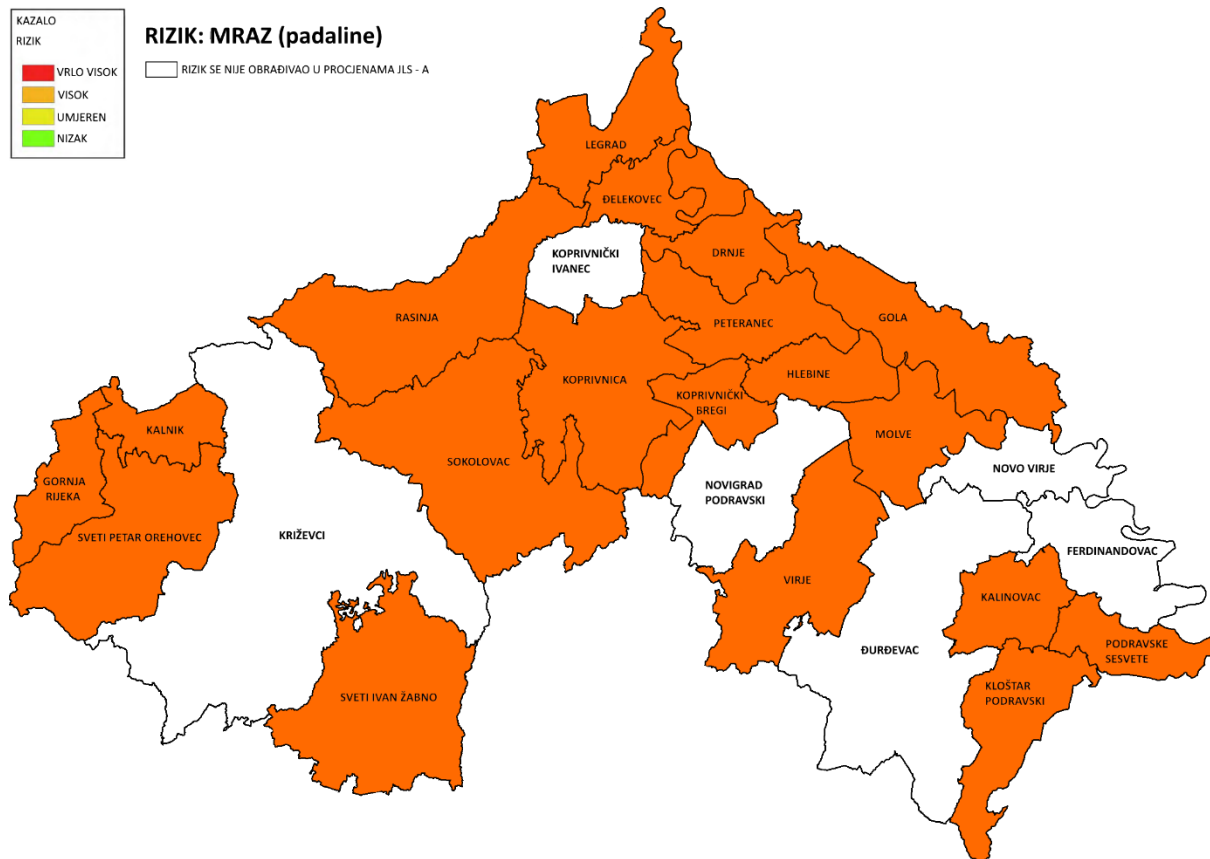 KAZALO
RIZIK
VRLO VISOK
VISOK
UMJEREN
NIZAK
RIZIK: MRAZ (padaline)
RIZIK SE NIJE OBRAĐIVAO U PROCJENAMA JLS - A
LEGRAD
ĐELEKOVEC
KOPRIVNIČKI
IVANEC
DRNJE
RASINJA
PETERANEC
GOLA
KOPRIVNICA
HLEBINE
KOPRIVNIČKI
BREGI
KALNIK
MOLVE
SOKOLOVAC
NOVO VIRJE
GORNJA
RIJEKA
NOVIGRAD
PODRAVSKI
SVETI PETAR OREHOVEC
KRIŽEVCI
FERDINANDOVAC
VIRJE
KALINOVAC
ĐURĐEVAC
PODRAVSKE
SESVETE
KLOŠTAR
PODRAVSKI
SVETI IVAN ŽABNO